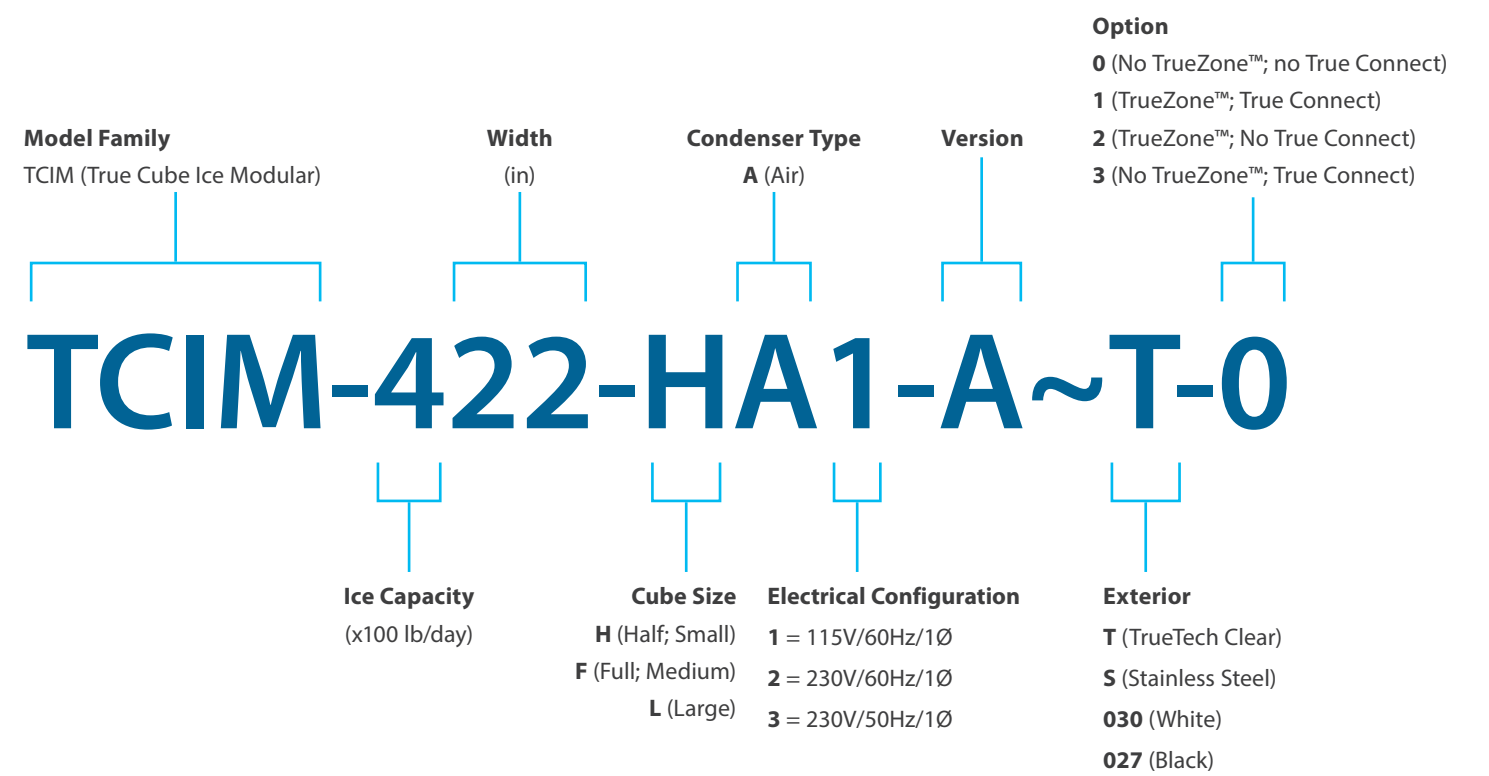 Option
0 (No TrueZone™; no True Connect)
1 (TrueZone™; True Connect)
2 (TrueZone™; No True Connect)
3 (No TrueZone™; True Connect)
Model Family
TCIM (True Cube Ice Modular)
Width
(in)
Condenser Type
A (Air)
Version
TCIM-422-HA1-A~T-0
Ice Capacity
(x100 lb/day)
Cube Size
H (Half; Small)
F (Full; Medium)
L (Large)
Electrical Configuration
1 = 115V/60Hz/1Ø
2 = 230V/60Hz/1Ø
3 = 230V/50Hz/1Ø
Exterior
T (TrueTech Clear)
S (Stainless Steel)
030 (White)
027 (Black)